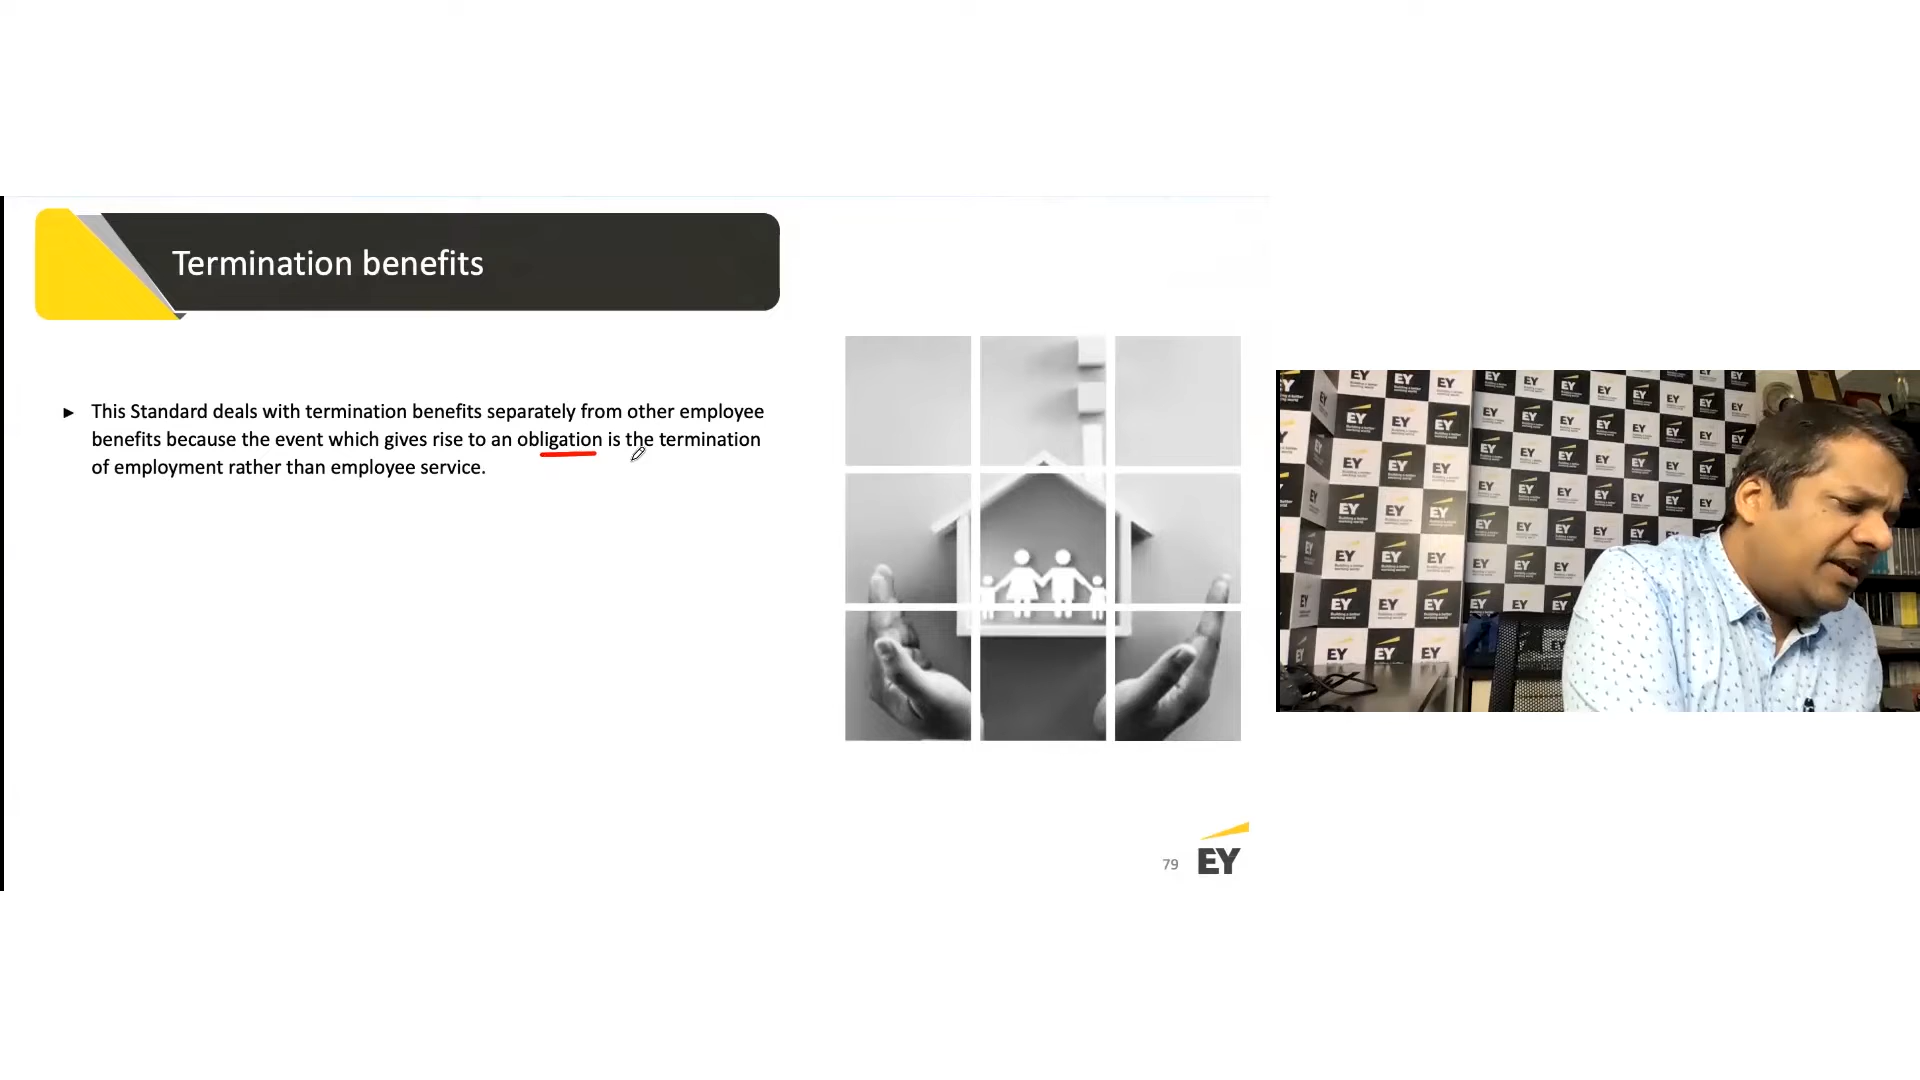 Termination benefits
► This Standard deals with termination benefits separately from other employee
benefits because the event which gives rise to an obligation is the termination
of employment rather than employee service.
79
EY